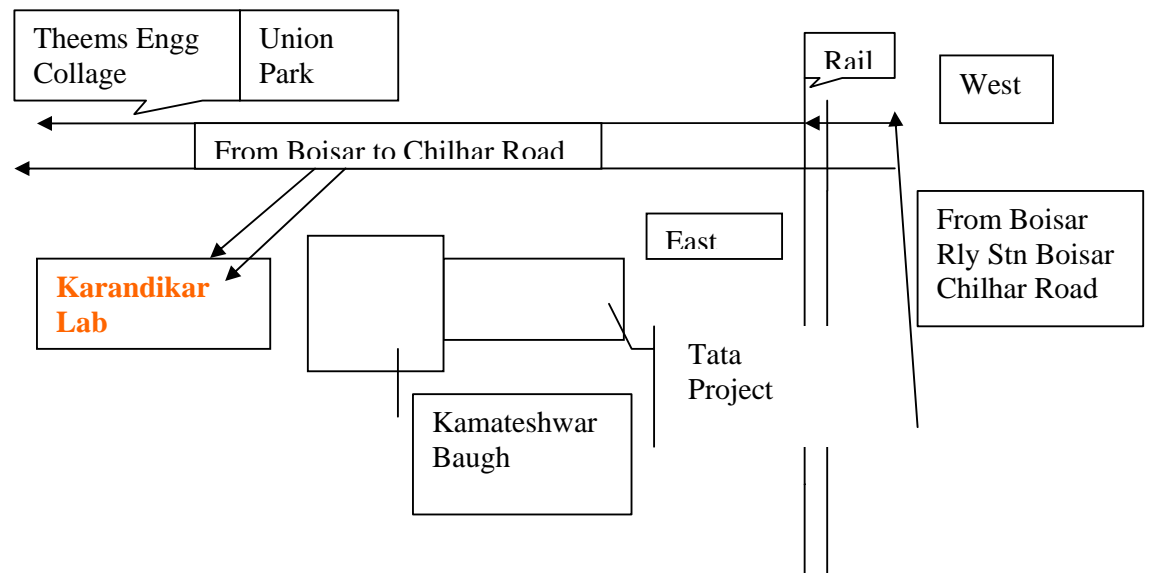 Theems Engg
Collage
Union
Park
Rail
West
From Boisar to Chilhar Road
East
From Boisar
Rly Stn Boisar
Chilhar Road
Karandikar
Lab
Tata
Project
Kamateshwar
Baugh